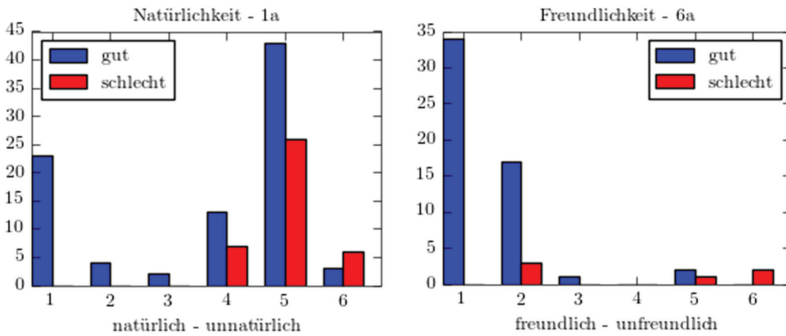 Natürlichkeit - 1a
45
40
35
30
25
20
15
10
5
0
gut
schlecht
1 2 3 4 5 6
natürlich - unnatürlich
Freundlichkeit - 6a
35
30
25
20
15
10
5
0
gut
schlecht
1 2 3 4 5 6
freundlich - unfreundlich